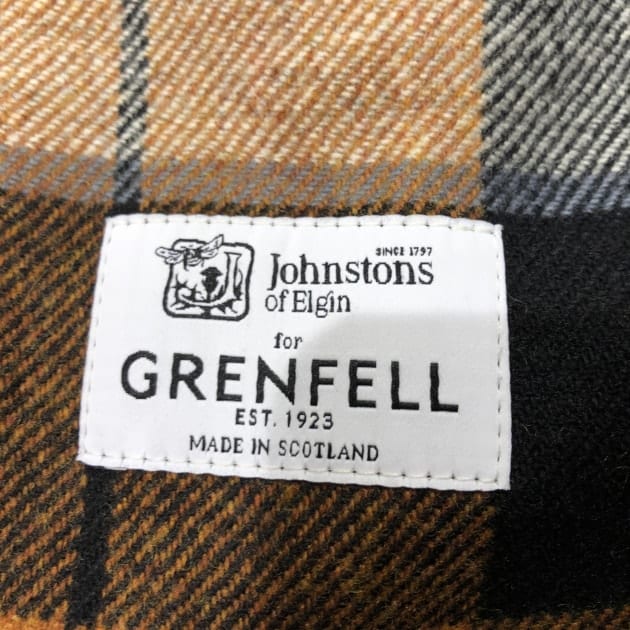 SINCE 1797
Johnstons
of Elgin
for
GRENFELL
EST. 1923
MADE IN SCOTLAND